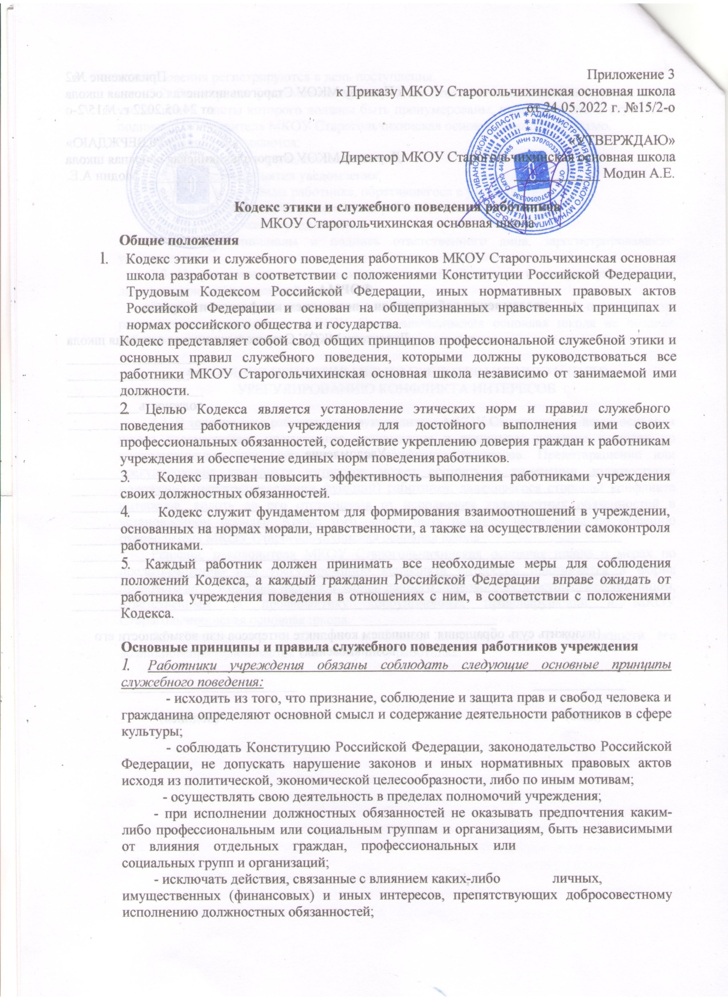 Приложение 3
к Приказу МКОУ Старогольчихинская основная школа
от 24.05.2022 г. №15/2-о
«УТВЕРЖДАЮ»
Директор МКОУ Старогольчихинская основная школа
Модин А.Е.
Кодекс этики и служебного поведения работников
МКОУ Старогольчихинская основная школа
Общие положения
1. Кодекс этики и служебного поведения работников МКОУ Старогольчихинская основная
школа разработан в соответствии с положениями Конституции Российской Федерации,
Трудовым Кодексом Российской Федерации, иных нормативных правовых актов
Российской Федерации и основан на общепризнанных нравственных принципах и
нормах российского общества и государства.
Кодекс представляет собой свод общих принципов профессиональной служебной этики и
основных правил служебного поведения, которыми должны руководствоваться все
работники МКОУ Старогольчихинская основная школа независимо от занимаемой ими
должности.
2. Целью Кодекса является установление этических норм и правил служебного
поведения работников учреждения для достойного выполнения ими своих
профессиональных обязанностей, содействие укреплению доверия граждан к работникам
учреждения и обеспечение единых норм поведения работников.
3. Кодекс призван повысить эффективность выполнения работниками учреждения
своих должностных обязанностей.
4. Кодекс служит фундаментом для формирования взаимоотношений в учреждении,
основанных на нормах морали, нравственности, а также на осуществлении самоконтроля
работниками.
5. Каждый работник должен принимать все необходимые меры для соблюдения
положений Кодекса, а каждый гражданин Российской Федерации вправе ожидать от
работника учреждения поведения в отношениях с ним, в соответствии с положениями
Кодекса.
Основные принципы и правила служебного поведения работников учреждения
1. Работники учреждения обязаны соблюдать следующие основные принципы
служебного поведения:
- исходить из того, что признание, соблюдение и защита прав и свобод человека и
гражданина определяют основной смысл и содержание деятельности работников в сфере
культуры;
- соблюдать Конституцию Российской Федерации, законодательство Российской
Федерации, не допускать нарушение законов и иных нормативных правовых актов
исходя из политической, экономической целесообразности, либо по иным мотивам;
- осуществлять свою деятельность в пределах полномочий учреждения;
- при исполнении должностных обязанностей не оказывать предпочтения каким-
либо профессиональным или социальным группам и организациям, быть независимыми
от влияния отдельных граждан, профессиональных или
социальных групп и организаций;
- исключать действия, связанные с влиянием каких-либо личных,
имущественных (финансовых) и иных интересов, препятствующих добросовестному
исполнению должностных обязанностей;